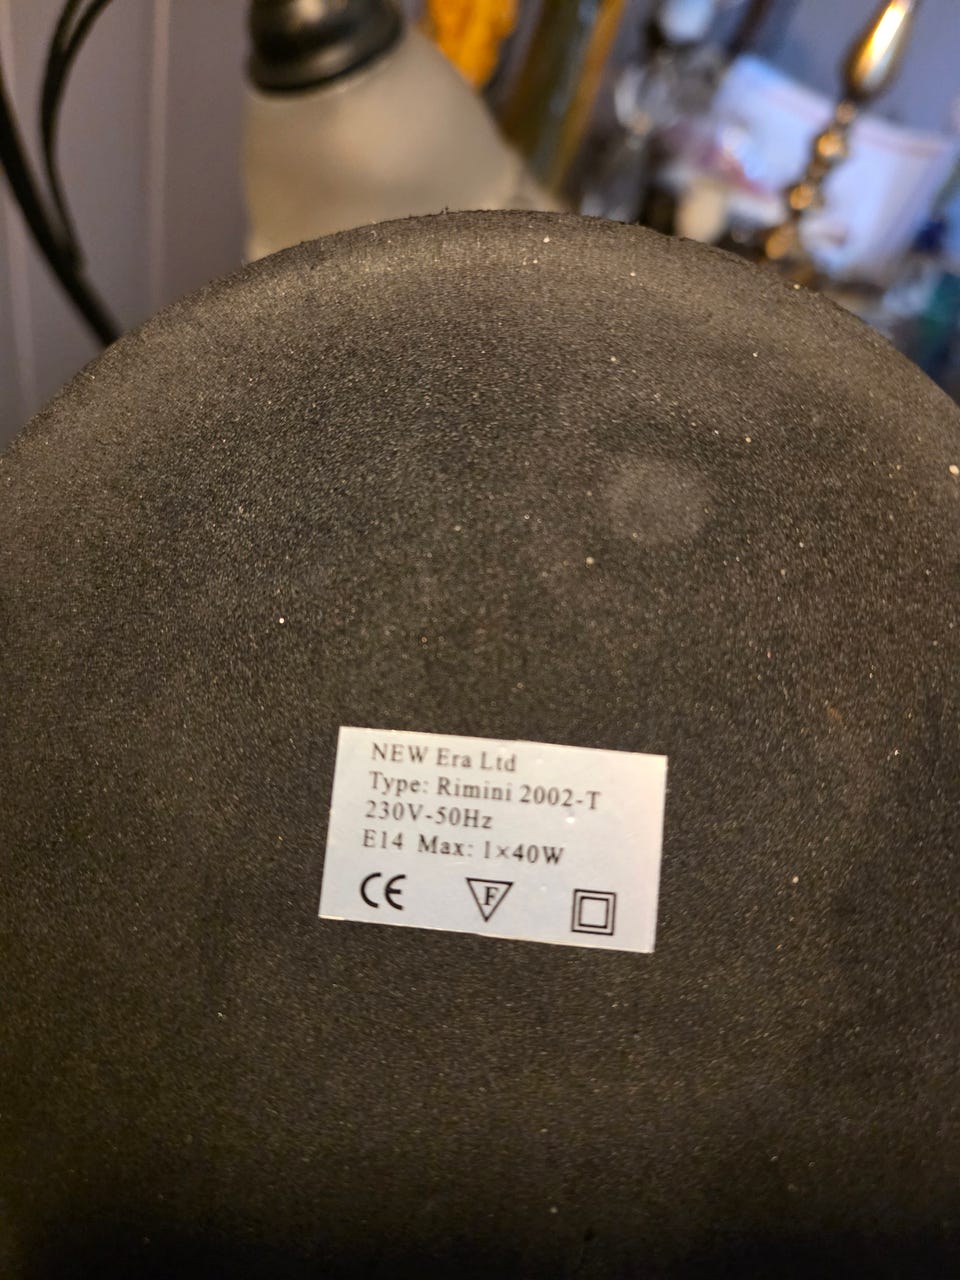 NEW Era Ltd
Type: Rimini 2002-T
230V-50Hz
E14 Max: 1×40W
CE F